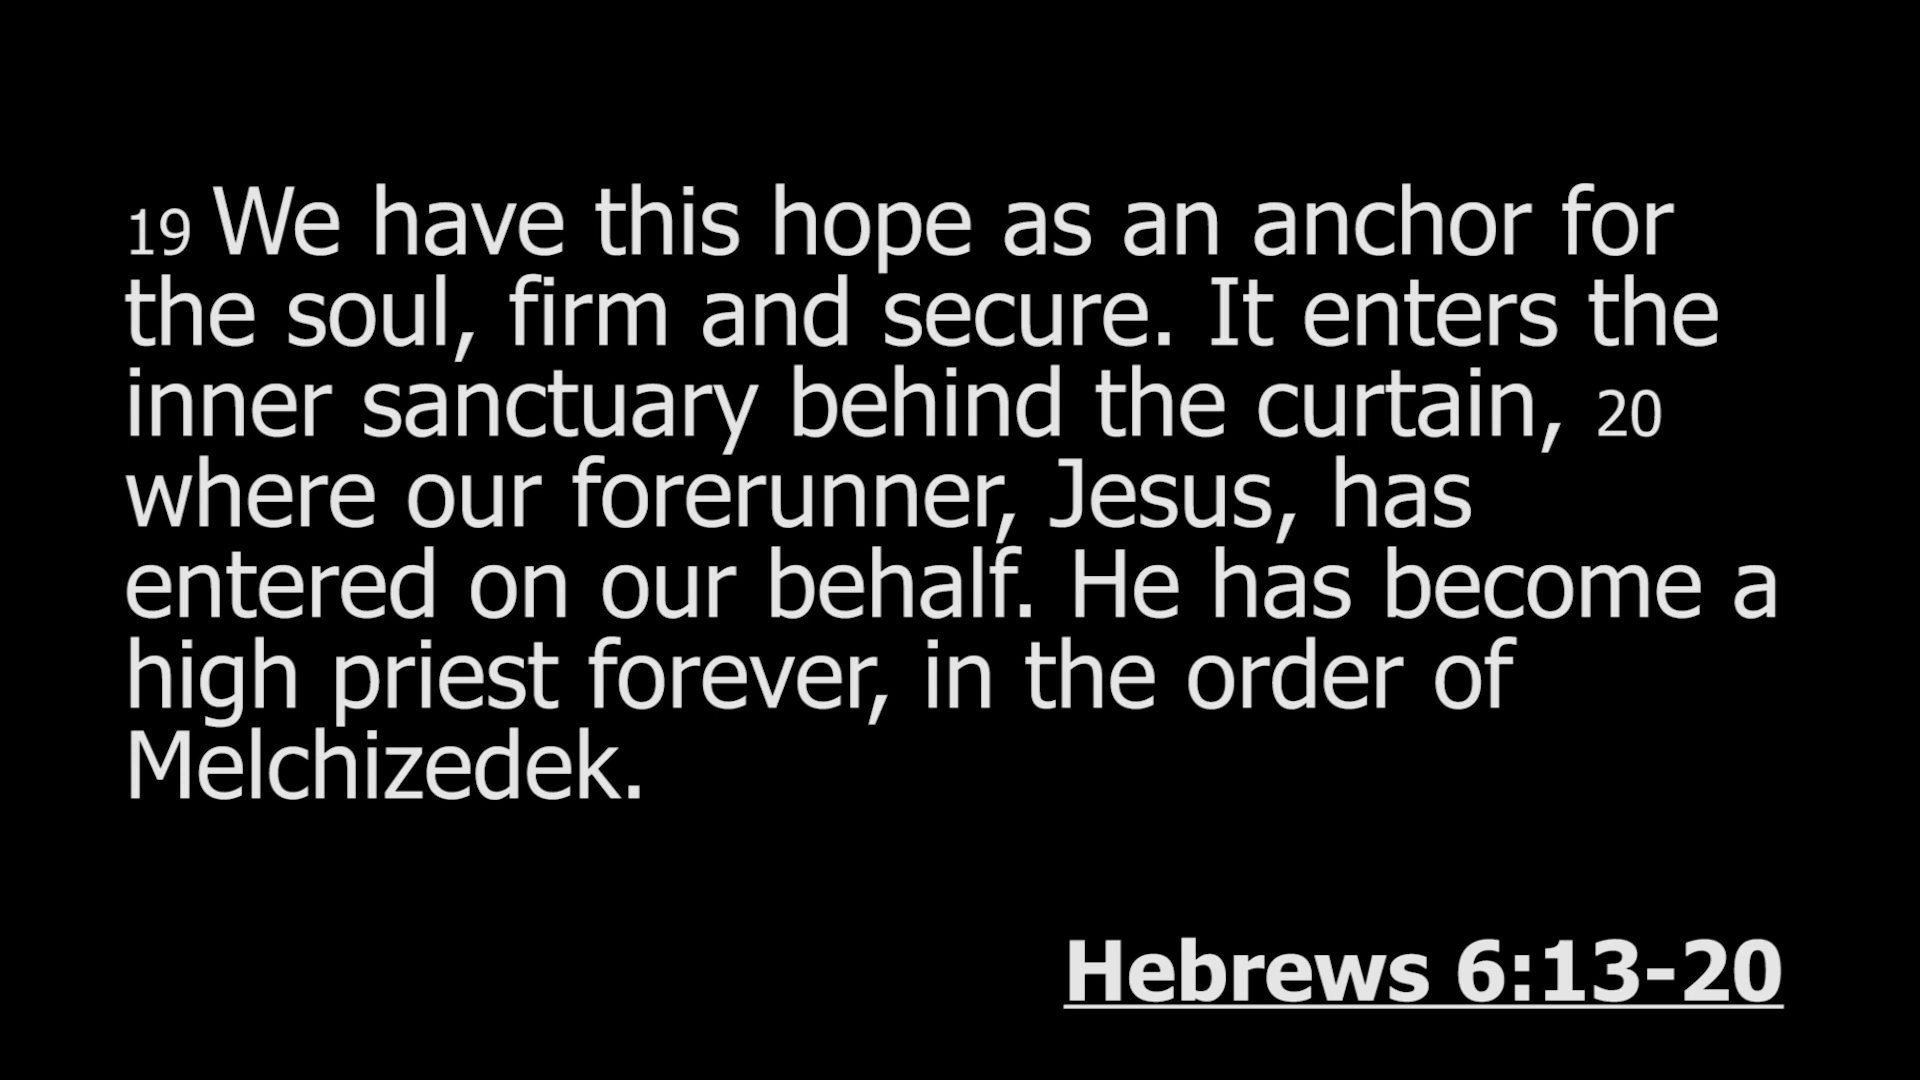 19 We have this hope as an anchor for
the soul, firm and secure. It enters the
inner sanctuary behind the curtain, 20
where our forerunner, Jesus, has
entered on our behalf. He has become a
high priest forever, in the order of
Melchizedek.
Hebrews 6:13-20